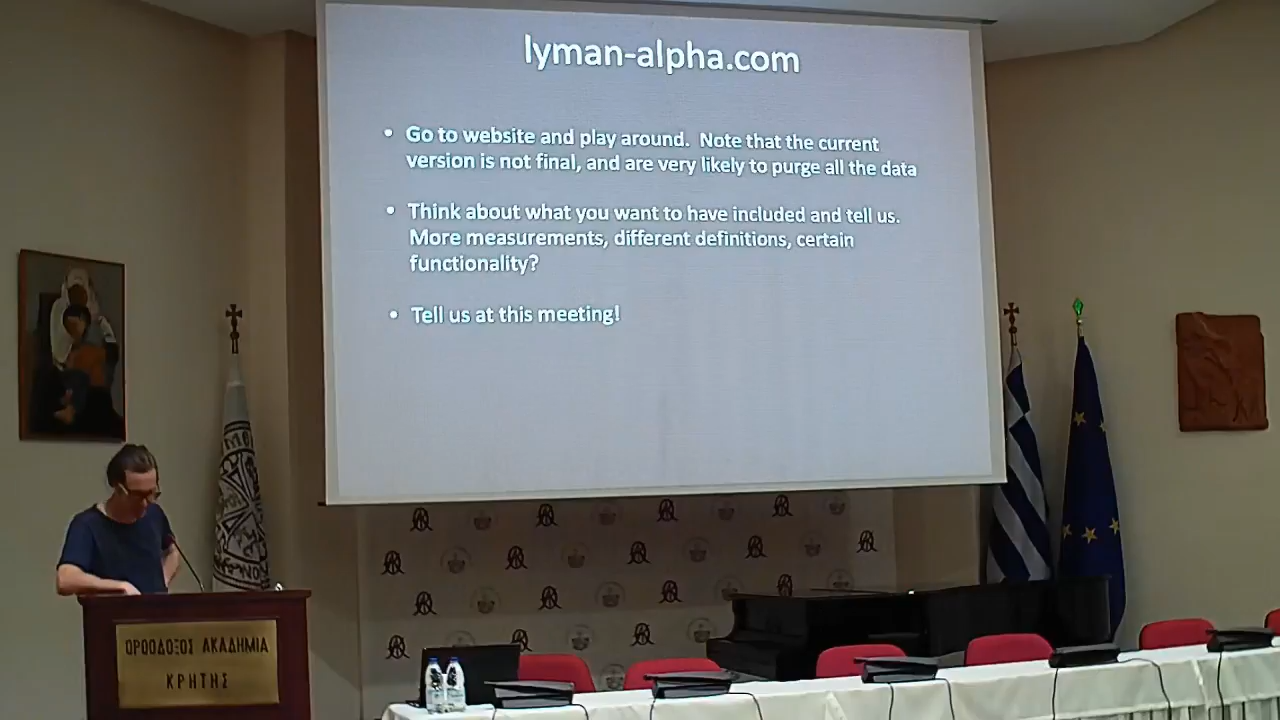 lyman-alpha.com
• Go to website and play around. Note that the current
version is not final, and are very likely to purge all the data
• Think about what you want to have included and tell us.
More measurements, different definitions, certain
functionality?
• Tell us at this meeting!
ΟΡΘΟΔΟΞΟΣ ΑΚΑΔΗΜΙΑ
ΚΡΗΤΗΣ